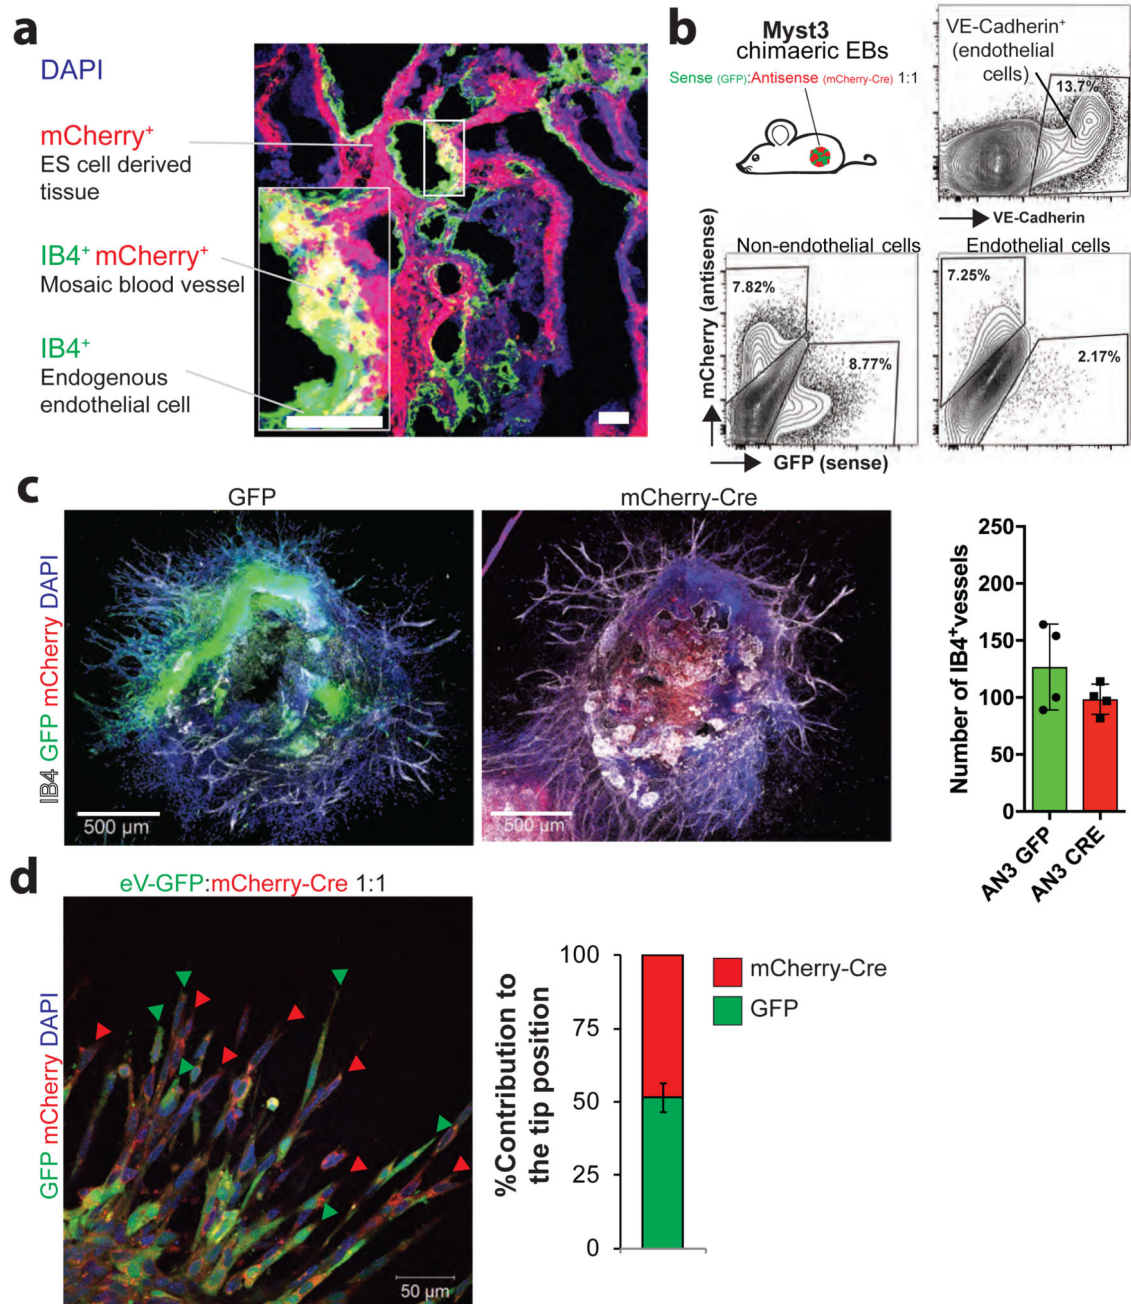 a
DAPI
mCherry⁺
ES cell derived
tissue
IB4⁺ mCherry⁺
Mosaic blood vessel
IB4⁺
Endogenous
endothelial cell
b
Myst3
chimaeric EBs
Sense (GFP):Antisense (mCherry-Cre) 1:1
VE-Cadherin⁺
(endothelial
cells)
13.7%
VE-Cadherin
Non-endothelial cells
Endothelial cells
7.82%
8.77%
7.25%
2.17%
mCherry (antisense)
GFP (sense)
c
GFP
mCherry-Cre
IB4 GFP mCherry DAPI
500 µm
500 µm
Number of IB4⁺vessels
250
200
150
100
50
0
AN3 GFP
AN3 CRE
d
eV-GFP:mCherry-Cre 1:1
GFP mCherry DAPI
50 µm
%Contribution to
the tip position
100
75
50
25
0
mCherry-Cre
GFP